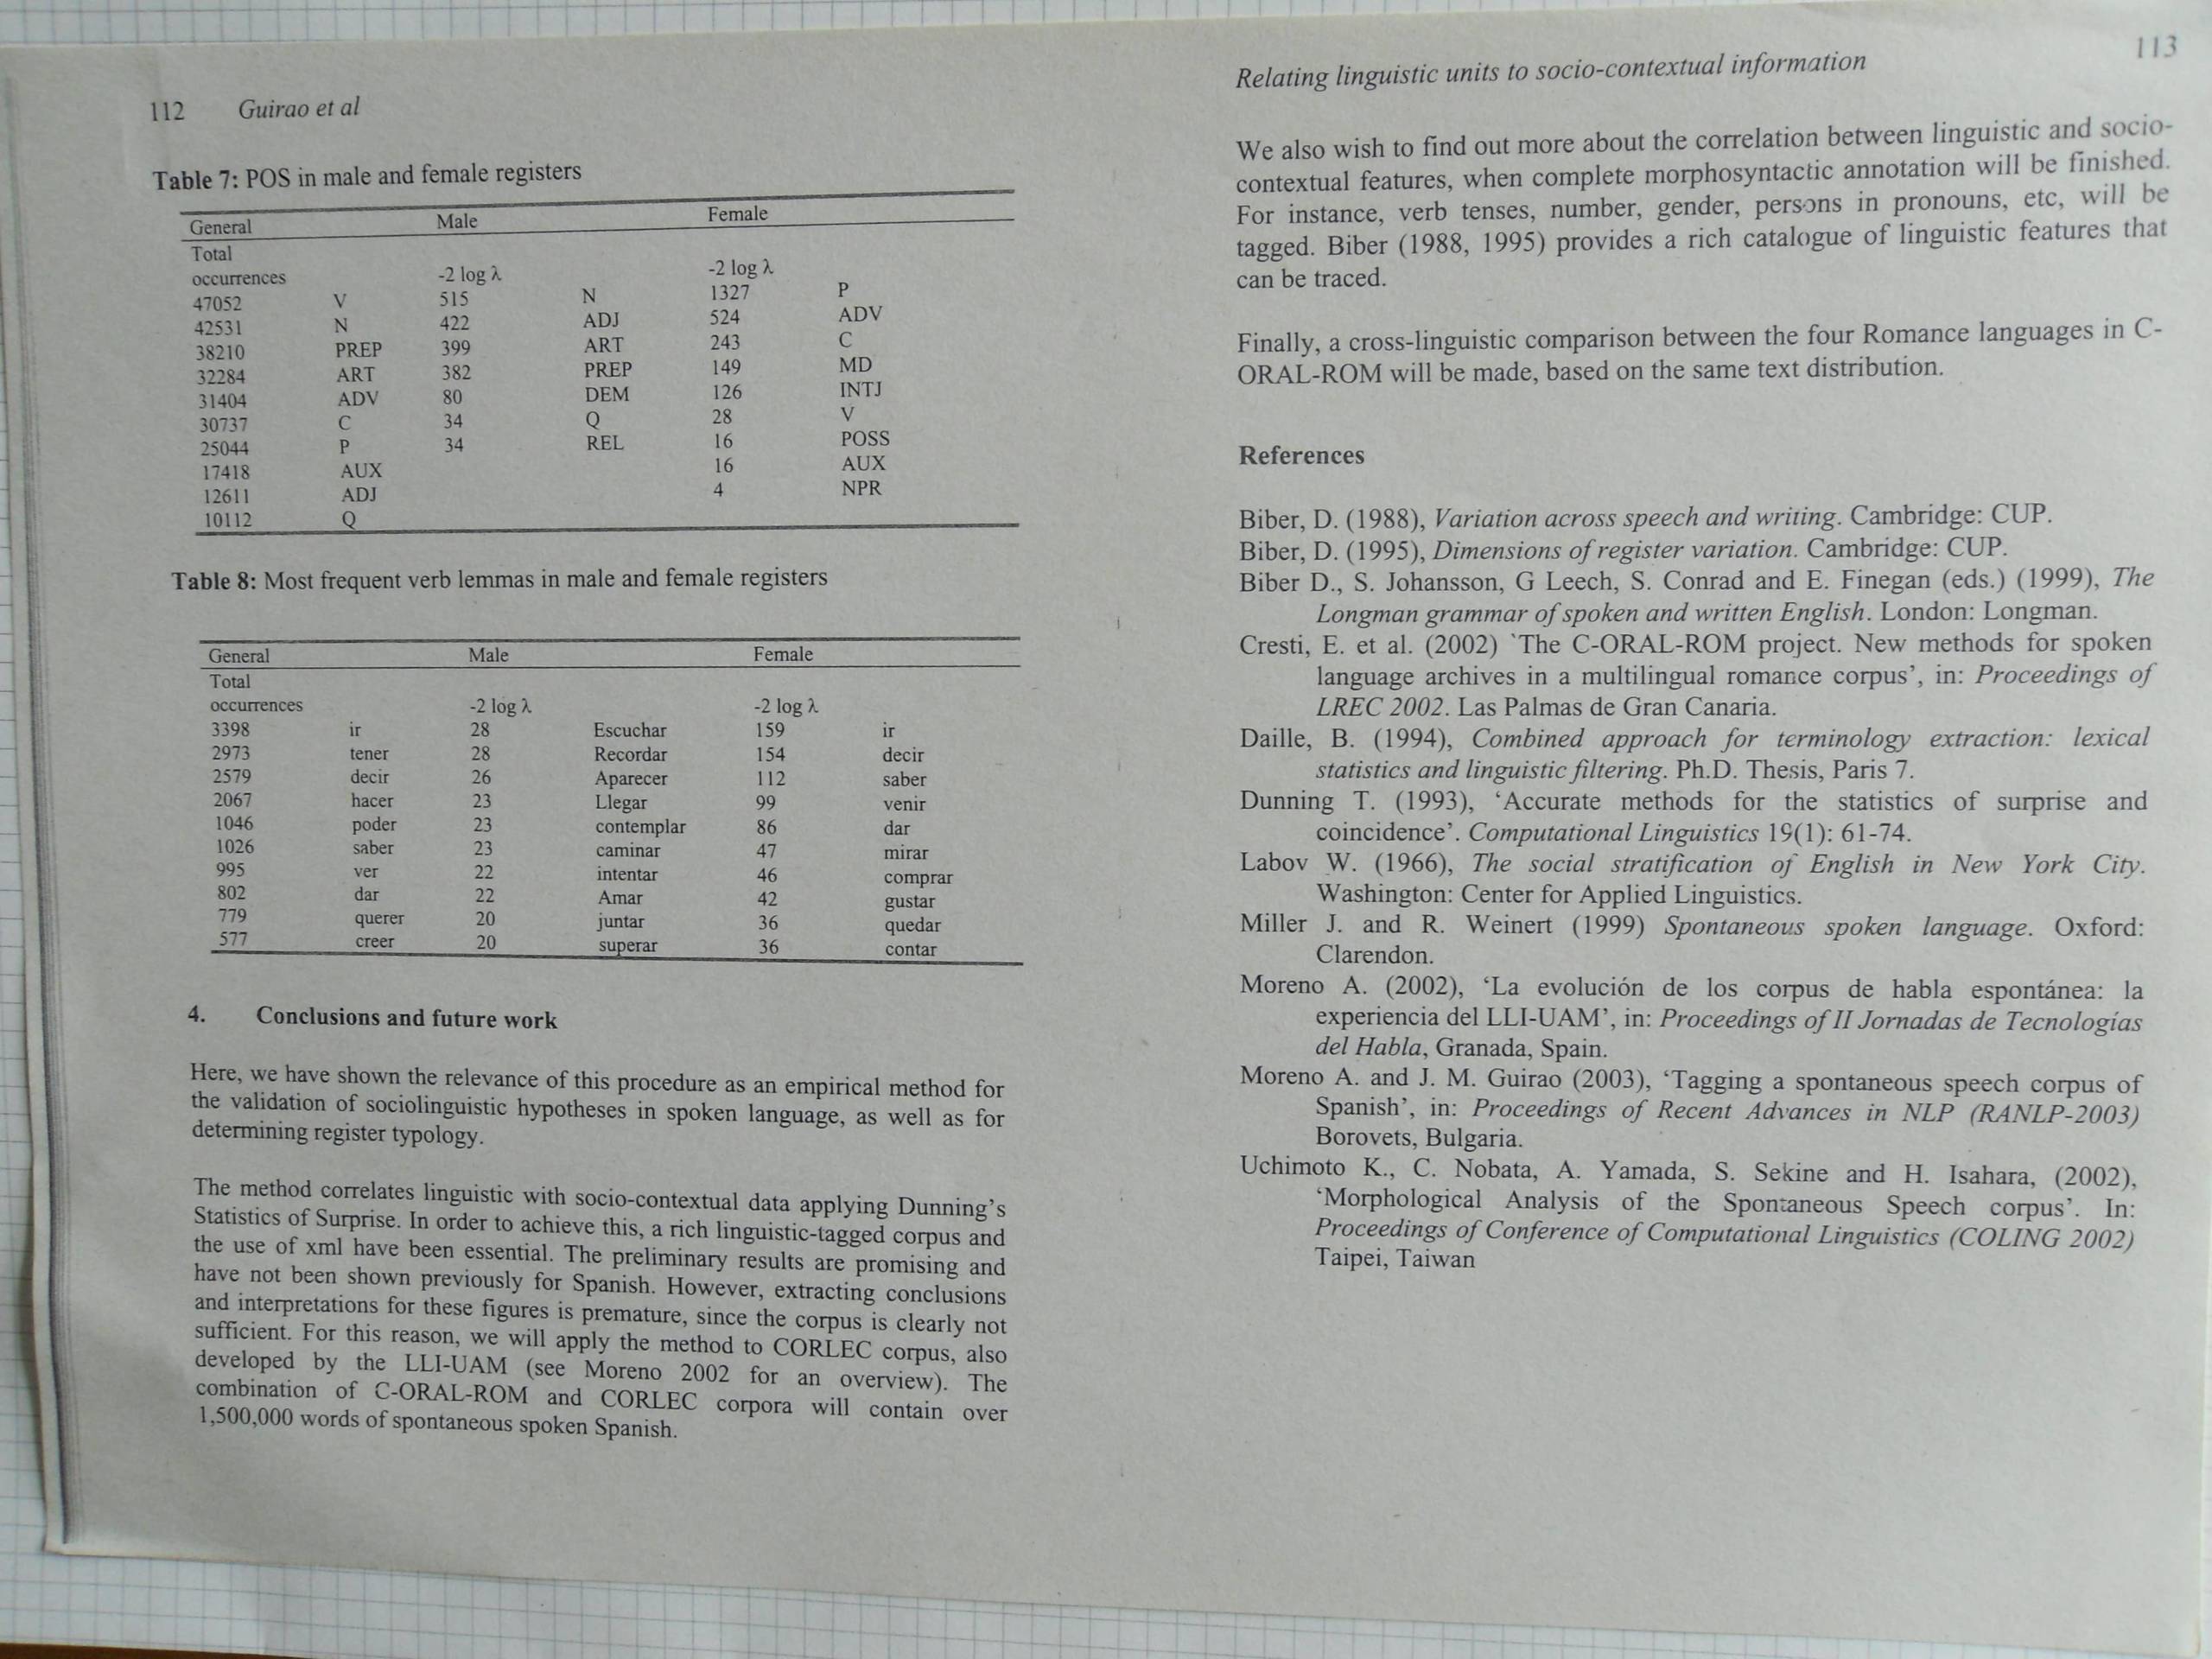 112 Guirao et al
Table 7: POS in male and female registers
General Male Female
Total
occurrences -2 log λ -2 log λ
47052 V 515 N 1327 P
42531 N 422 ADJ 524 ADV
38210 PREP 399 ART 243 C
32284 ART 382 PREP 149 MD
31404 ADV 80 DEM 126 INTJ
30737 C 34 Q 28 V
25044 P 34 REL 16 POSS
17418 AUX 16 AUX
12611 ADJ 4 NPR
10112 Q
Table 8: Most frequent verb lemmas in male and female registers
General Male Female
Total
occurrences -2 log λ -2 log λ
3398 ir 28 Escuchar 159 ir
2973 tener 28 Recordar 154 decir
2579 decir 26 Aparecer 112 saber
2067 hacer 23 Llegar 99 venir
1046 poder 23 contemplar 86 dar
1026 saber 23 caminar 47 mirar
995 ver 22 intentar 46 comprar
802 dar 22 Amar 42 gustar
779 querer 20 juntar 36 quedar
577 creer 20 superar 36 contar
4. Conclusions and future work
Here, we have shown the relevance of this procedure as an empirical method for
the validation of sociolinguistic hypotheses in spoken language, as well as for
determining register typology.
The method correlates linguistic with socio-contextual data applying Dunning’s
Statistics of Surprise. In order to achieve this, a rich linguistic-tagged corpus and
the use of xml have been essential. The preliminary results are promising and
have not been shown previously for Spanish. However, extracting conclusions
and interpretations for these figures is premature, since the corpus is clearly not
sufficient. For this reason, we will apply the method to CORLEC corpus, also
developed by the LLI-UAM (see Moreno 2002 for an overview). The
combination of C-ORAL-ROM and CORLEC corpora will contain over
1,500,000 words of spontaneous spoken Spanish.
Relating linguistic units to socio-contextual information 113
We also wish to find out more about the correlation between linguistic and socio-
contextual features, when complete morphosyntactic annotation will be finished.
For instance, verb tenses, number, gender, persons in pronouns, etc, will be
tagged. Biber (1988, 1995) provides a rich catalogue of linguistic features that
can be traced.
Finally, a cross-linguistic comparison between the four Romance languages in C-
ORAL-ROM will be made, based on the same text distribution.
References
Biber, D. (1988), Variation across speech and writing. Cambridge: CUP.
Biber, D. (1995), Dimensions of register variation. Cambridge: CUP.
Biber D., S. Johansson, G Leech, S. Conrad and E. Finegan (eds.) (1999), The
Longman grammar of spoken and written English. London: Longman.
Cresti, E. et al. (2002) `The C-ORAL-ROM project. New methods for spoken
language archives in a multilingual romance corpus’, in: Proceedings of
LREC 2002. Las Palmas de Gran Canaria.
Daille, B. (1994), Combined approach for terminology extraction: lexical
statistics and linguistic filtering. Ph.D. Thesis, Paris 7.
Dunning T. (1993), ‘Accurate methods for the statistics of surprise and
coincidence’. Computational Linguistics 19(1): 61-74.
Labov W. (1966), The social stratification of English in New York City.
Washington: Center for Applied Linguistics.
Miller J. and R. Weinert (1999) Spontaneous spoken language. Oxford:
Clarendon.
Moreno A. (2002), ‘La evolución de los corpus de habla espontánea: la
experiencia del LLI-UAM’, in: Proceedings of II Jornadas de Tecnologías
del Habla, Granada, Spain.
Moreno A. and J. M. Guirao (2003), ‘Tagging a spontaneous speech corpus of
Spanish’, in: Proceedings of Recent Advances in NLP (RANLP-2003)
Borovets, Bulgaria.
Uchimoto K., C. Nobata, A. Yamada, S. Sekine and H. Isahara, (2002),
‘Morphological Analysis of the Spontaneous Speech corpus’. In:
Proceedings of Conference of Computational Linguistics (COLING 2002)
Taipei, Taiwan